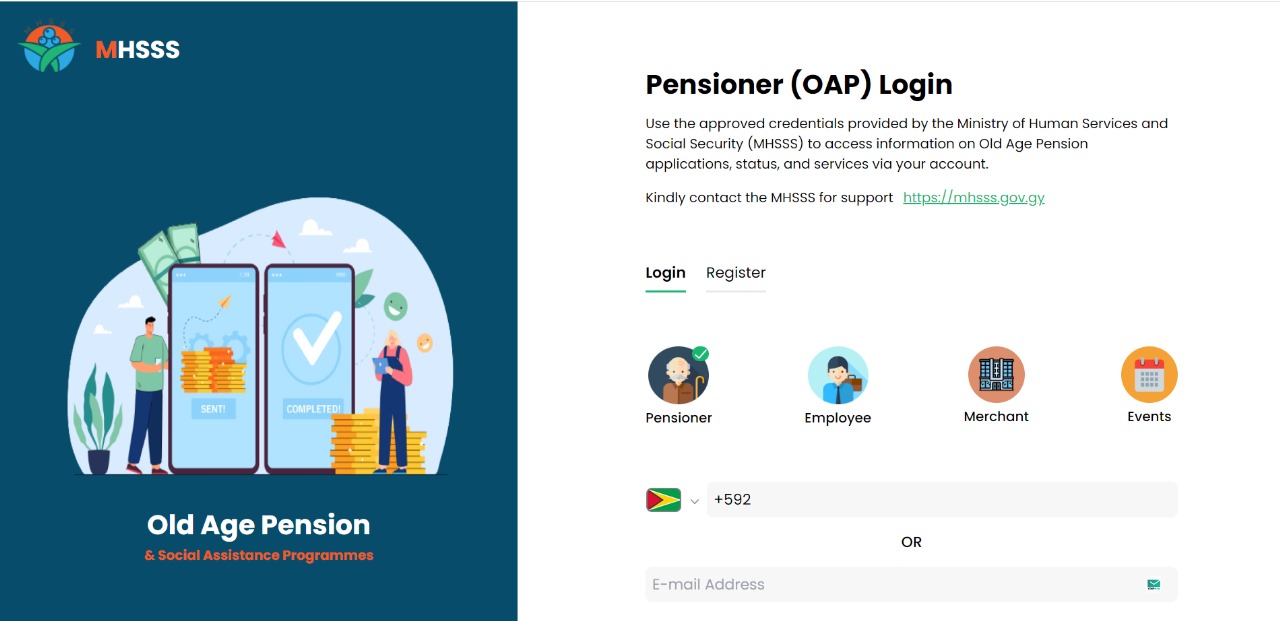 MHSSS
Old Age Pension
& Social Assistance Programmes
SENT!
COMPLETED!
Pensioner (OAP) Login
Use the approved credentials provided by the Ministry of Human Services and
Social Security (MHSSS) to access information on Old Age Pension
applications, status, and services via your account.
Kindly contact the MHSSS for support https://mhsss.gov.gy
Login Register
Pensioner Employee Merchant Events
+592
OR
E-mail Address